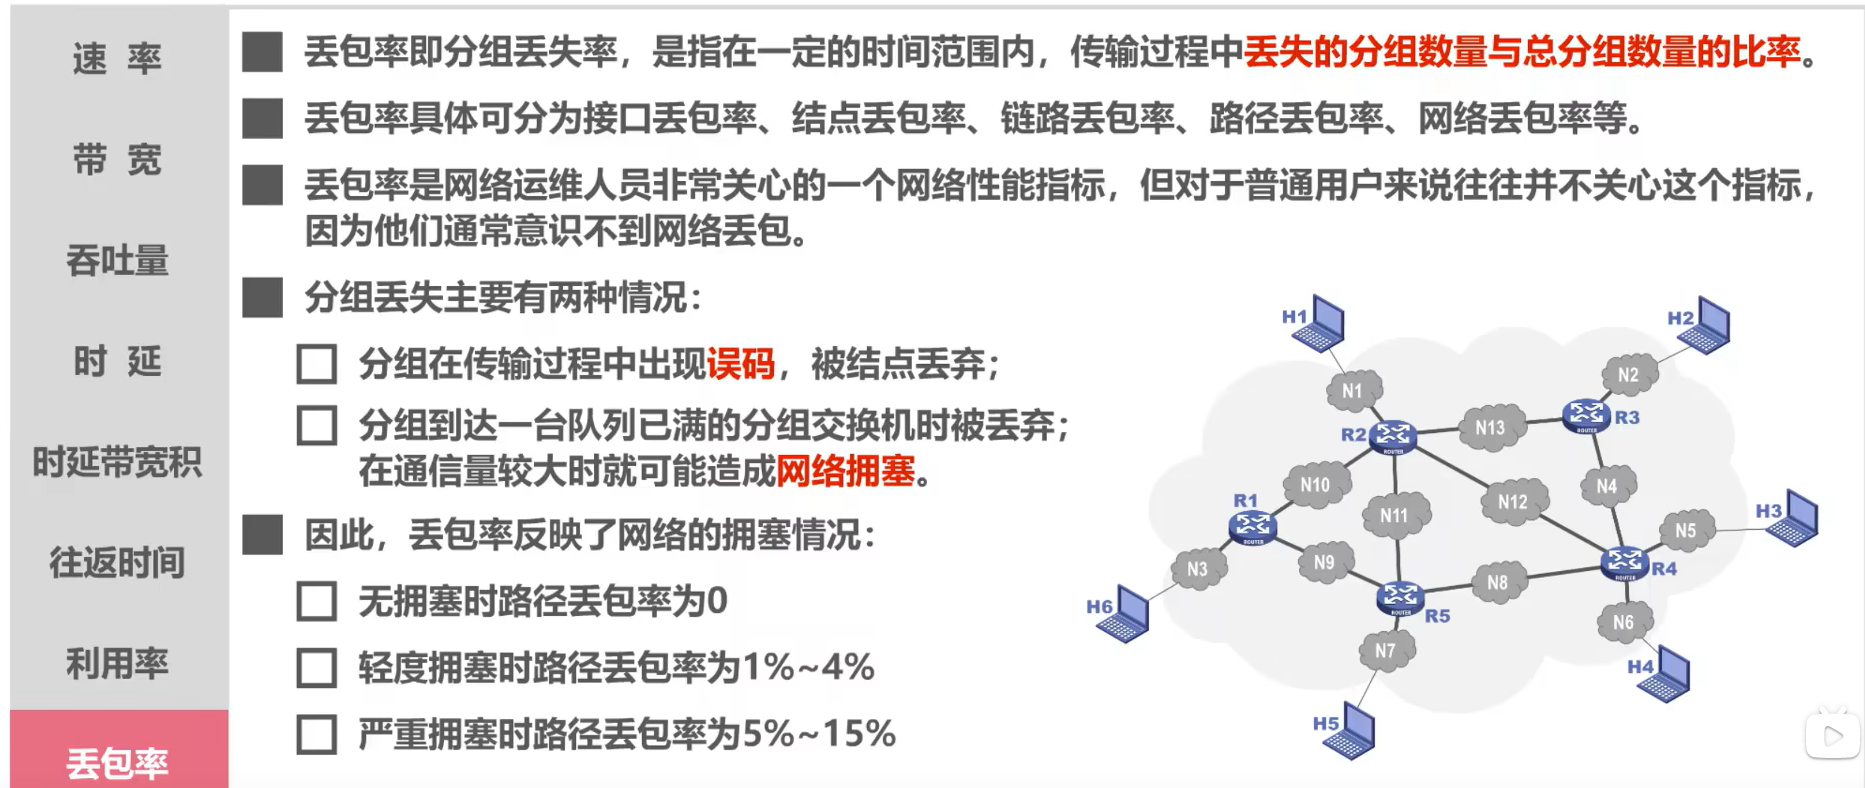 速 率
带 宽
吞吐量
时 延
时延带宽积
往返时间
利用率
丢包率
丢包率即分组丢失率，是指在一定的时间范围内，传输过程中丢失的分组数量与总分组数量的比率。
丢包率具体可分为接口丢包率、结点丢包率、链路丢包率、路径丢包率、网络丢包率等。
丢包率是网络运维人员非常关心的一个网络性能指标，但对于普通用户来说往往并不关心这个指标，
因为他们通常意识不到网络丢包。
分组丢失主要有两种情况：
分组在传输过程中出现误码，被结点丢弃；
分组到达一台队列已满的分组交换机时被丢弃；
在通信量较大时就可能造成网络拥塞。
因此，丢包率反映了网络的拥塞情况：
无拥塞时路径丢包率为0
轻度拥塞时路径丢包率为1%~4%
严重拥塞时路径丢包率为5%~15%
H1
H2
N1
N2
R2
N13
R3
ROUTER
ROUTER
N10
N12
N4
R1
N11
H3
ROUTER
N5
N9
N3
N8
R4
ROUTER
H6
R5
ROUTER
N6
N7
H4
H5